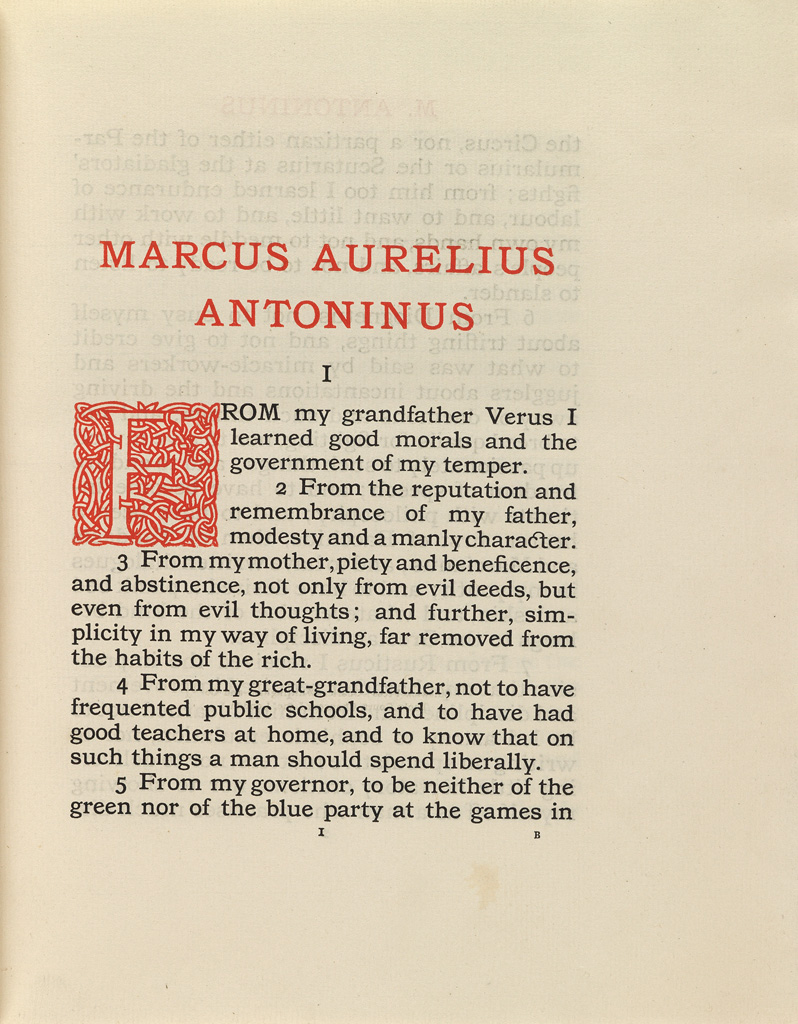 MARCUS AURELIUS
ANTONINUS
I
FROM my grandfather Verus I
learned good morals and the
government of my temper.
2 From the reputation and
remembrance of my father,
modesty and a manly character.
3 From my mother, piety and beneficence,
and abstinence, not only from evil deeds, but
even from evil thoughts; and further, sim-
plicity in my way of living, far removed from
the habits of the rich.
4 From my great-grandfather, not to have
frequented public schools, and to have had
good teachers at home, and to know that on
such things a man should spend liberally.
5 From my governor, to be neither of the
green nor of the blue party at the games in
I B